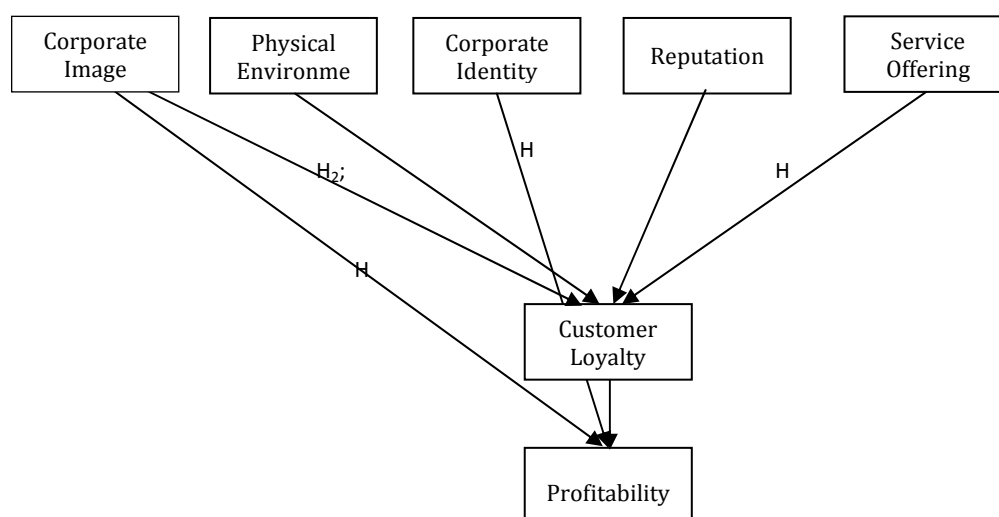 Corporate
Image
Physical
Environme
Corporate
Identity
Reputation
Service
Offering
H
H₂;
H
H
Customer
Loyalty
Profitability